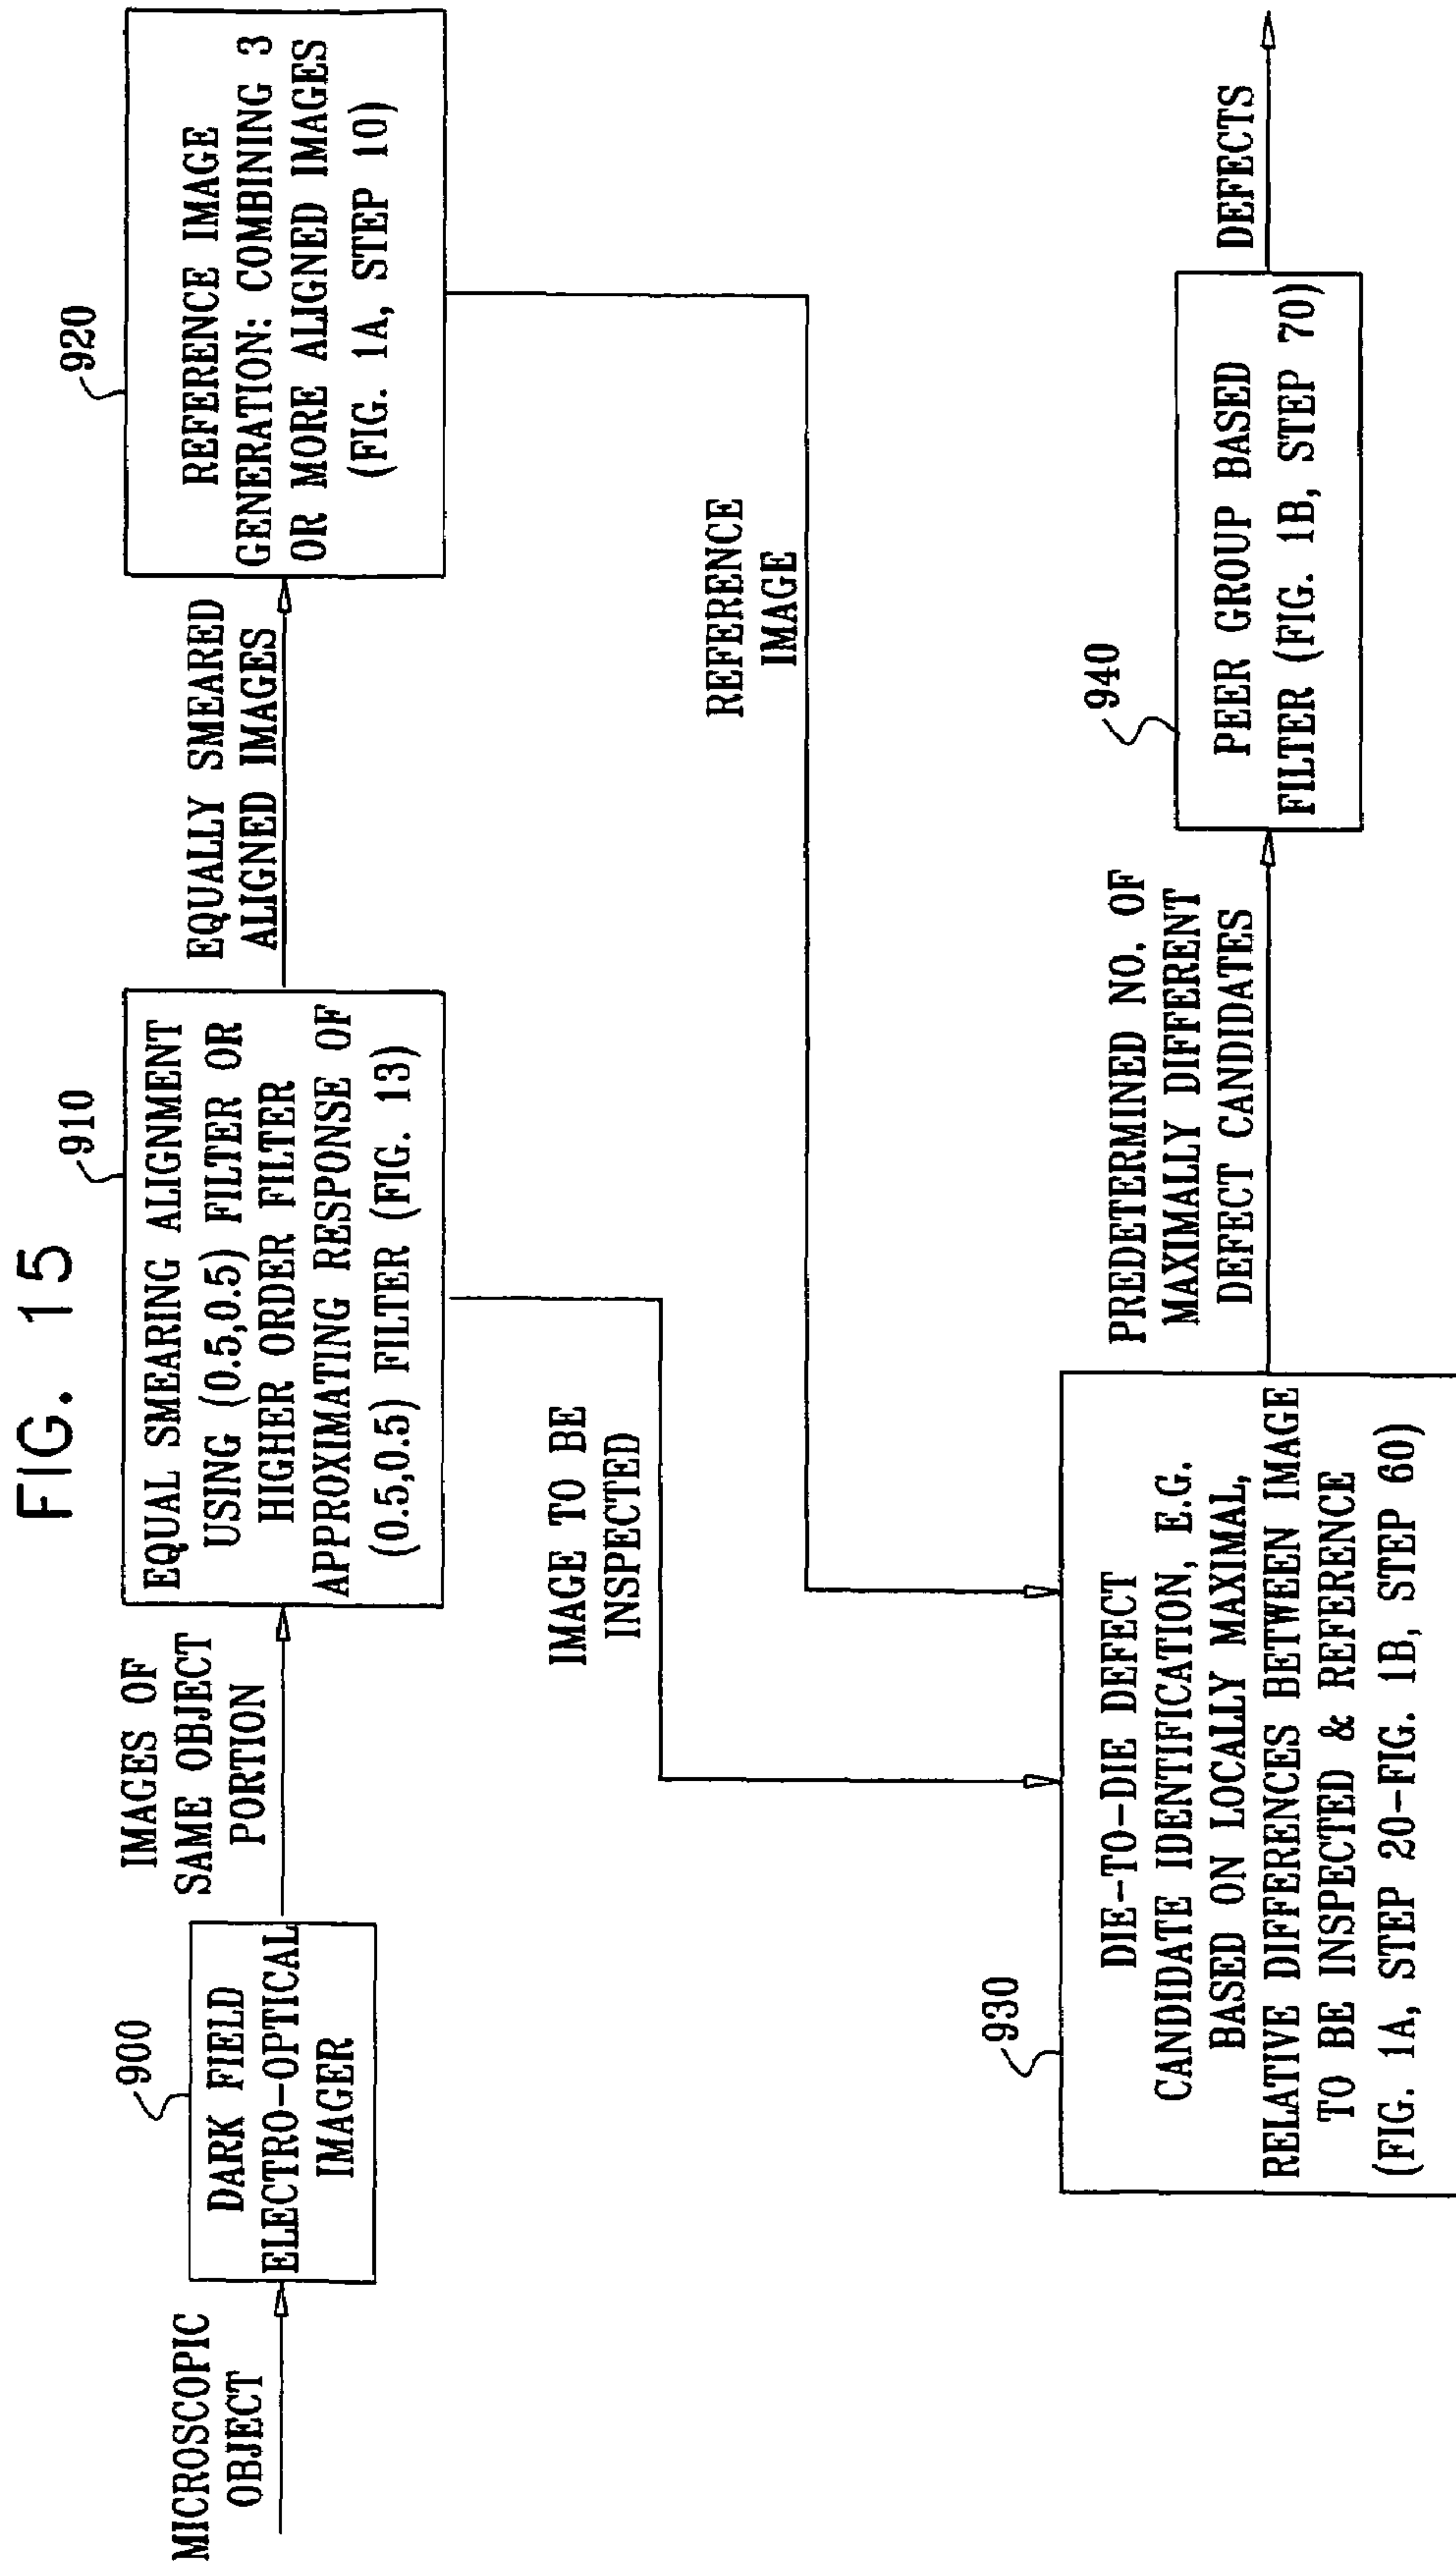 FIG. 15
MICROSCOPIC
OBJECT
900
DARK FIELD
ELECTRO-OPTICAL
IMAGER
IMAGES OF
SAME OBJECT
PORTION
910
EQUAL SMEARING ALIGNMENT
USING (0.5,0.5) FILTER OR
HIGHER ORDER FILTER
APPROXIMATING RESPONSE OF
(0.5,0.5) FILTER (FIG. 13)
EQUALLY SMEARED
ALIGNED IMAGES
920
REFERENCE IMAGE
GENERATION: COMBINING 3
OR MORE ALIGNED IMAGES
(FIG. 1A, STEP 10)
IMAGE TO BE
INSPECTED
REFERENCE
IMAGE
930
DIE-TO-DIE DEFECT
CANDIDATE IDENTIFICATION, E.G.
BASED ON LOCALLY MAXIMAL,
RELATIVE DIFFERENCES BETWEEN IMAGE
TO BE INSPECTED & REFERENCE
(FIG. 1A, STEP 20-FIG. 1B, STEP 60)
PREDETERMINED NO. OF
MAXIMALLY DIFFERENT
DEFECT CANDIDATES
940
PEER GROUP BASED
FILTER (FIG. 1B, STEP 70)
DEFECTS